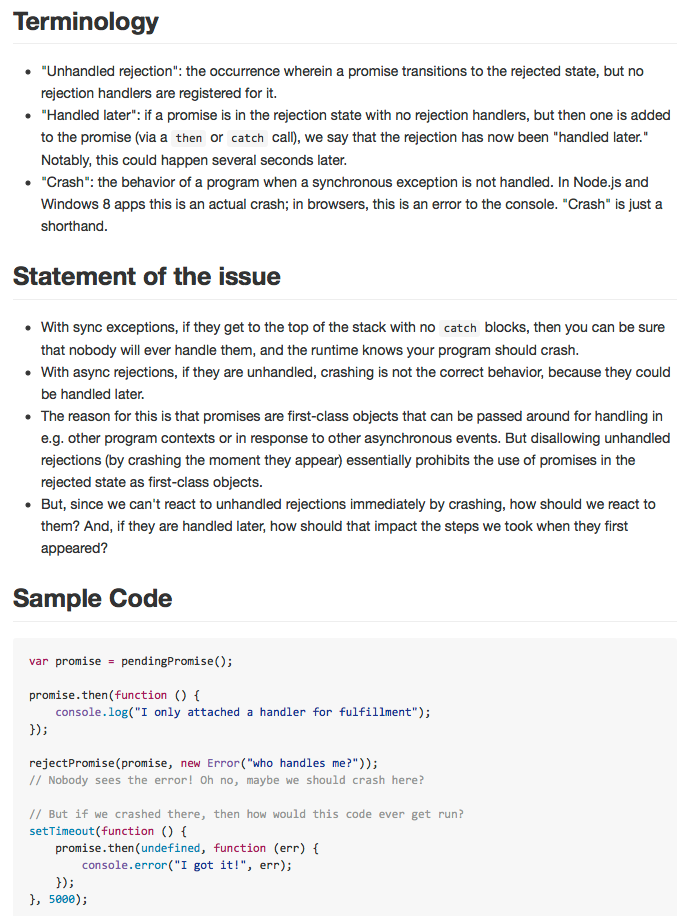 Terminology
"Unhandled rejection": the occurrence wherein a promise transitions to the rejected state, but no
rejection handlers are registered for it.
"Handled later": if a promise is in the rejection state with no rejection handlers, but then one is added
to the promise (via a then or catch call), we say that the rejection has now been "handled later."
Notably, this could happen several seconds later.
"Crash": the behavior of a program when a synchronous exception is not handled. In Node.js and
Windows 8 apps this is an actual crash; in browsers, this is an error to the console. "Crash" is just a
shorthand.
Statement of the issue
With sync exceptions, if they get to the top of the stack with no catch blocks, then you can be sure
that nobody will ever handle them, and the runtime knows your program should crash.
With async rejections, if they are unhandled, crashing is not the correct behavior, because they could
be handled later.
The reason for this is that promises are first-class objects that can be passed around for handling in
e.g. other program contexts or in response to other asynchronous events. But disallowing unhandled
rejections (by crashing the moment they appear) essentially prohibits the use of promises in the
rejected state as first-class objects.
But, since we can't react to unhandled rejections immediately by crashing, how should we react to
them? And, if they are handled later, how should that impact the steps we took when they first
appeared?
Sample Code
var promise = pendingPromise();
promise.then(function () {
    console.log("I only attached a handler for fulfillment");
});
rejectPromise(promise, new Error("who handles me?"));
// Nobody sees the error! Oh no, maybe we should crash here?
// But if we crashed there, then how would this code ever get run?
setTimeout(function () {
    promise.then(undefined, function (err) {
        console.error("I got it!", err);
    });
}, 5000);